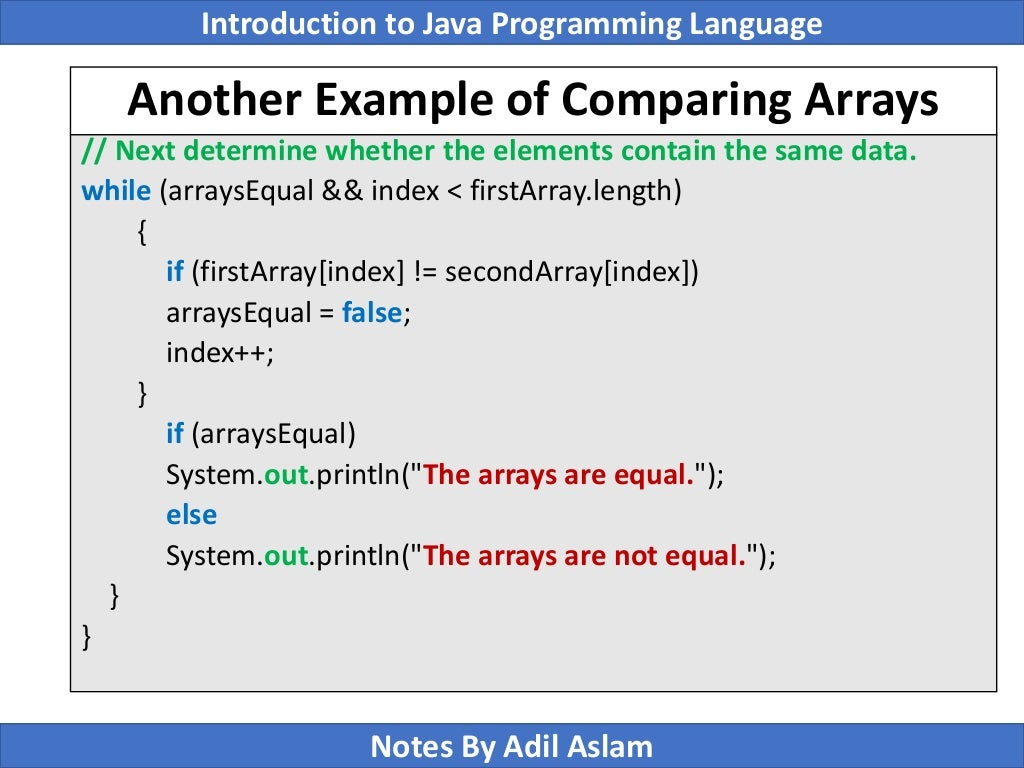 Introduction to Java Programming Language
Another Example of Comparing Arrays
// Next determine whether the elements contain the same data.
while (arraysEqual && index < firstArray.length)
{
if (firstArray[index] != secondArray[index])
arraysEqual = false;
index++;
}
if (arraysEqual)
System.out.println("The arrays are equal.");
else
System.out.println("The arrays are not equal.");
}
}
Notes By Adil Aslam